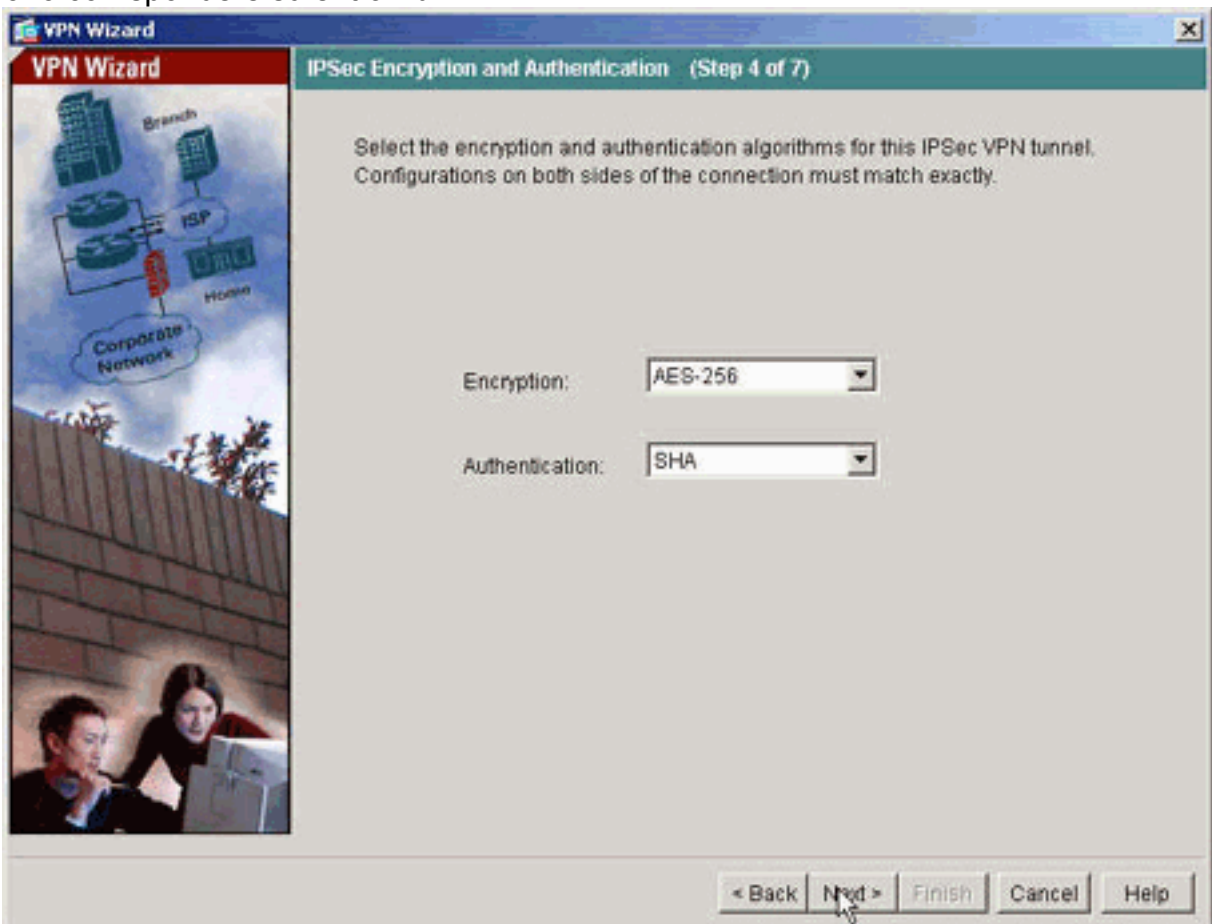 VPN Wizard
VPN Wizard
IPSec Encryption and Authentication (Step 4 of 7)
Branch
ISP
Home
Corporate
Network
Select the encryption and authentication algorithms for this IPSec VPN tunnel.
Configurations on both sides of the connection must match exactly.
Encryption:
AES-256
Authentication:
SHA
< Back
Next >
Finish
Cancel
Help